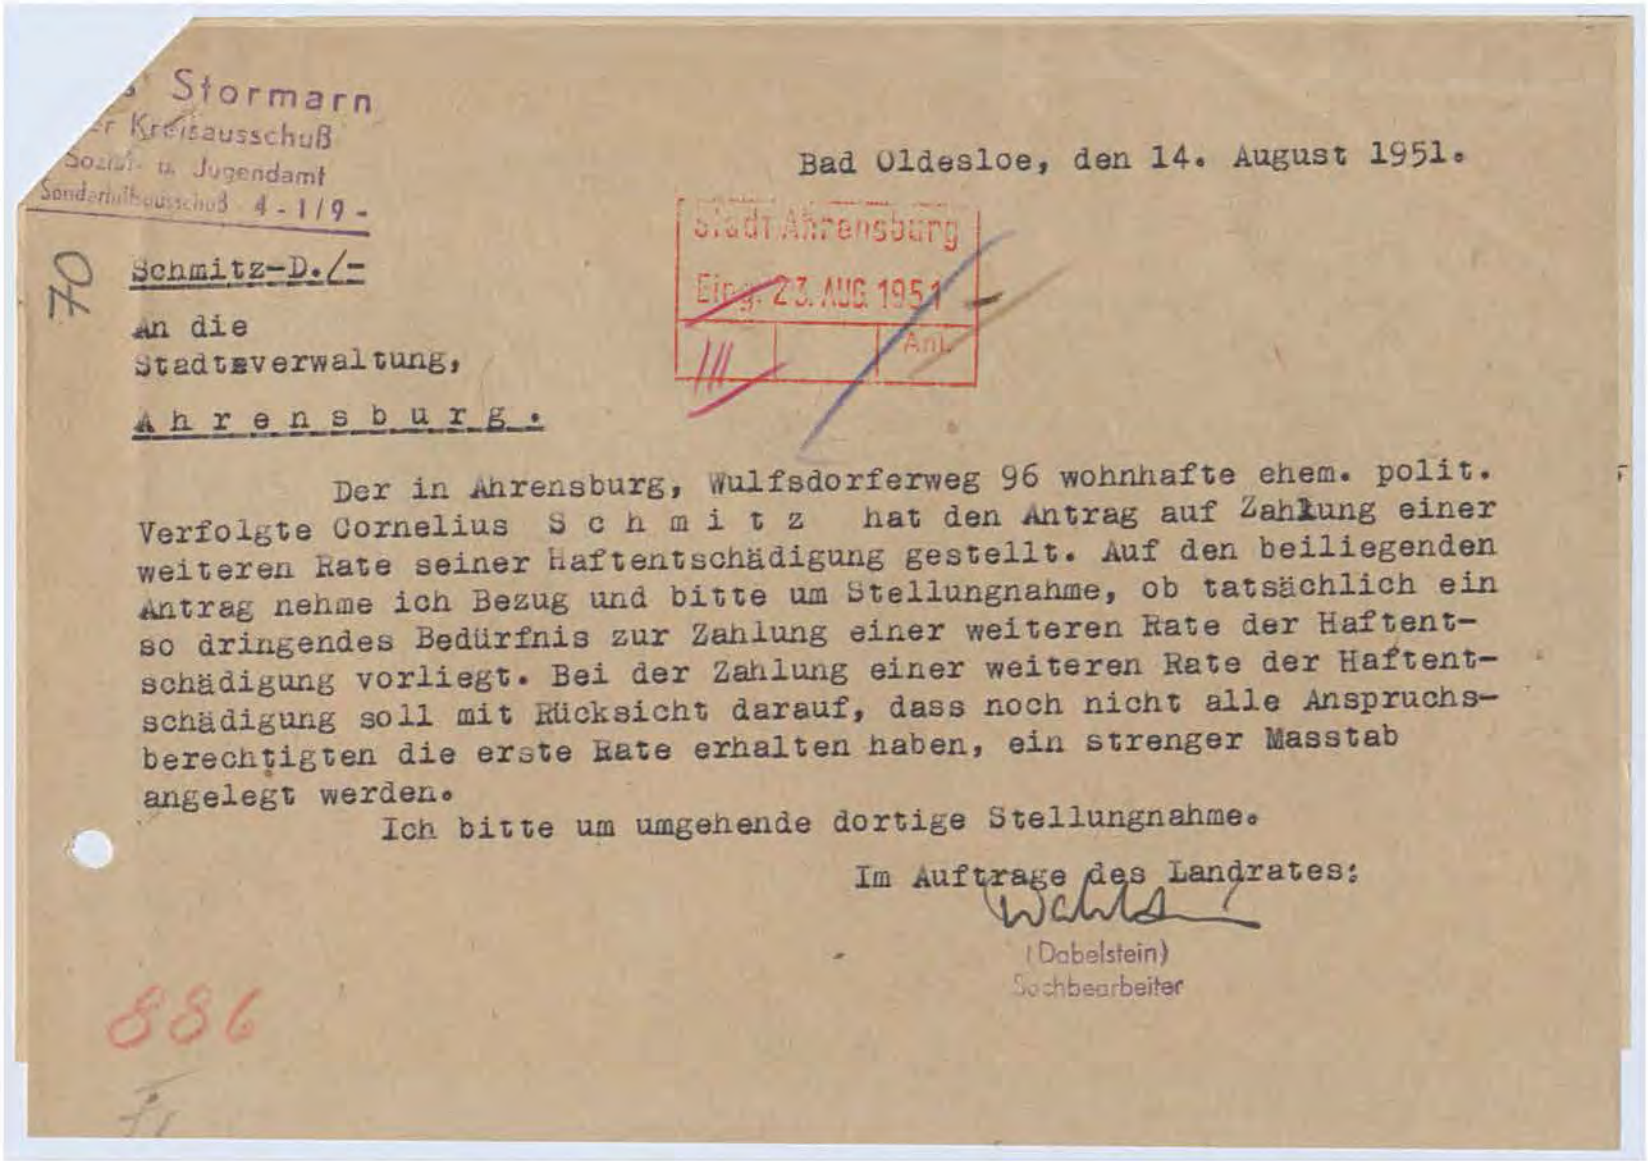 Stormarn
Kreisausschuß
Sozial- u. Jugendamt
Sonderhilfsausschuß 4-1/9-
Bad Oldesloe, den 14. August 1951.
Stadt Ahrensburg
Eing. 23. AUG. 1951
III Anl.
70
Schmitz-D./-
An die
Stadtsverwaltung,
Ahrensburg.
Der in Ahrensburg, Wulfsdorferweg 96 wohnhafte ehem. polit.
Verfolgte Cornelius Schmitz hat den Antrag auf Zahlung einer
weiteren Rate seiner Haftentschädigung gestellt. Auf den beiliegenden
Antrag nehme ich Bezug und bitte um Stellungnahme, ob tatsächlich ein
so dringendes Bedürfnis zur Zahlung einer weiteren Rate der Haftent-
schädigung vorliegt. Bei der Zahlung einer weiteren Rate der Haftent-
schädigung soll mit Rücksicht darauf, dass noch nicht alle Anspruchs-
berechtigten die erste Rate erhalten haben, ein strenger Masstab
angelegt werden.
Ich bitte um umgehende dortige Stellungnahme.
Im Auftrage des Landrates:
(Dabelstein)
Sachbearbeiter
886